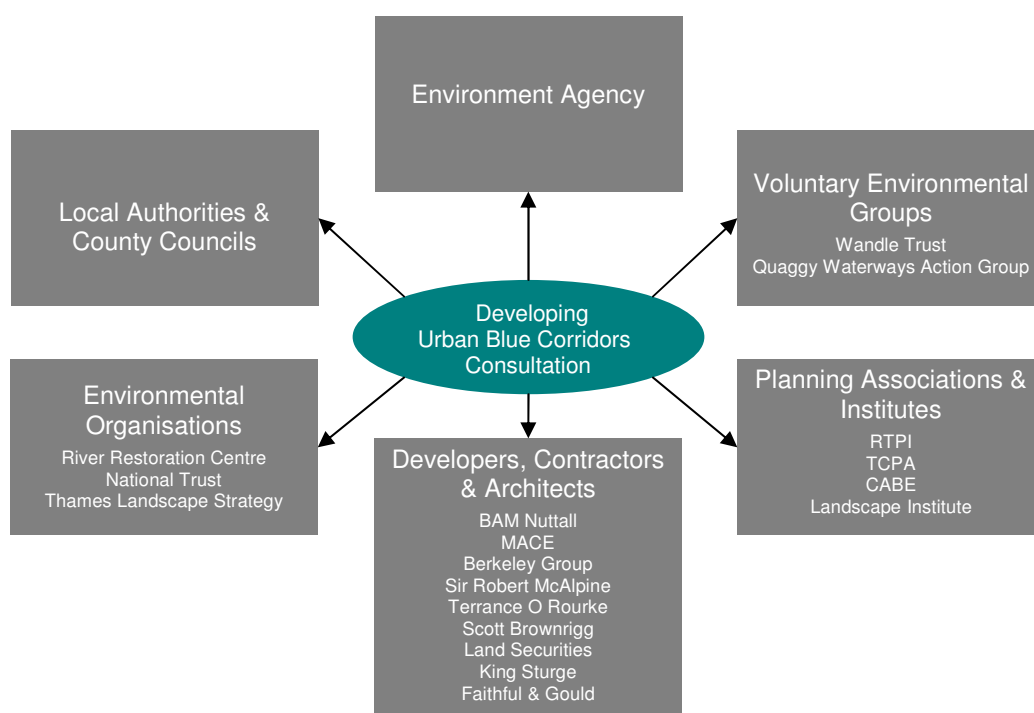 Environment Agency
Local Authorities &
County Councils
Voluntary Environmental
Groups
Wandle Trust
Quaggy Waterways Action Group
Developing
Urban Blue Corridors
Consultation
Environmental
Organisations
River Restoration Centre
National Trust
Thames Landscape Strategy
Developers, Contractors
& Architects
BAM Nuttall
MACE
Berkeley Group
Sir Robert McAlpine
Terrance O Rourke
Scott Brownrigg
Land Securities
King Sturge
Faithful & Gould
Planning Associations &
Institutes
RTPI
TCPA
CABE
Landscape Institute